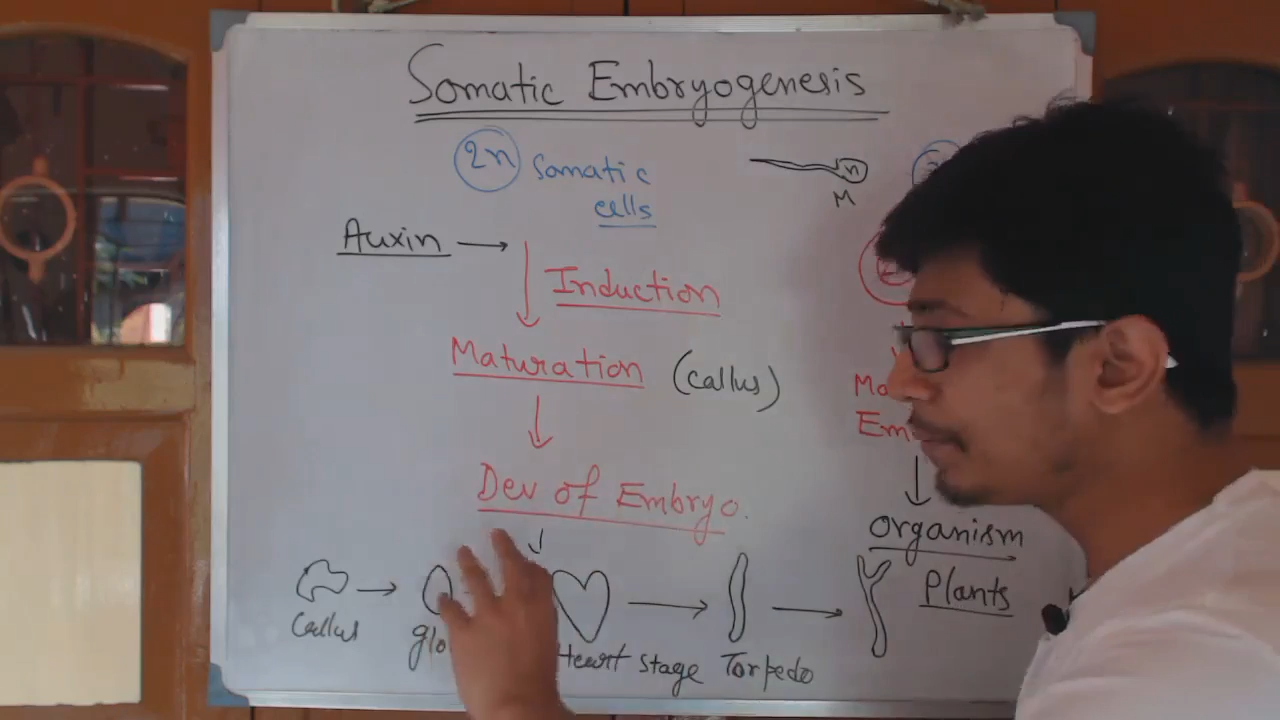 Somatic Embryogenesis
2n somatic
cells
n
M
Auxin
Induction
Maturation (callus)
Dev of Embryo.
organism
Plants
Callus
Heart stage Torpedo